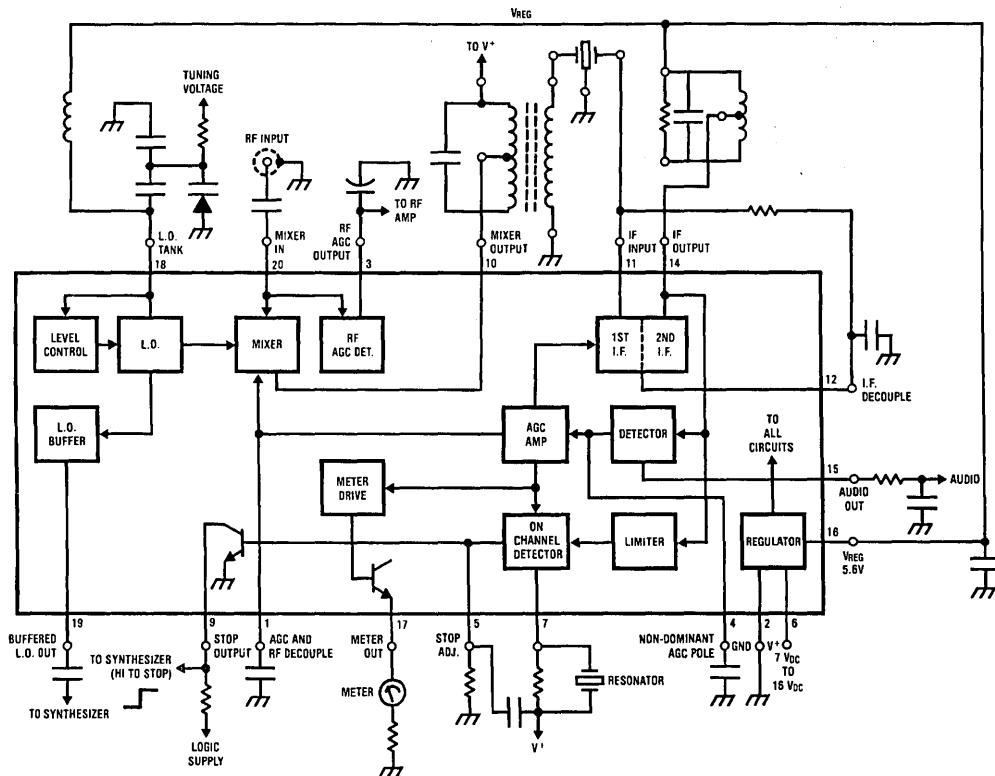 VREG
TO V+
TUNING
VOLTAGE
RF INPUT
TO RF
AMP
L.O.
TANK
18
MIXER
IN
20
RF
AGC
OUTPUT
3
MIXER
OUTPUT
10
IF
INPUT
11
IF
OUTPUT
14
LEVEL
CONTROL
L.O.
MIXER
RF
AGC DET.
1ST
I.F.
2ND
I.F.
12
I.F.
DECOUPLE
L.O.
BUFFER
AGC
AMP
DETECTOR
TO
ALL
CIRCUITS
15
AUDIO
OUT
AUDIO
METER
DRIVE
ON
CHANNEL
DETECTOR
LIMITER
REGULATOR
16
VREG
5.6V
19
BUFFERED
L.O. OUT
9
STOP
OUTPUT
1
AGC AND
RF DECOUPLE
17
METER
OUT
5
STOP
ADJ.
7
4
NON-DOMINANT
AGC POLE
2
GND
6
V+
7 VDC
TO
16 VDC
TO SYNTHESIZER
(HI TO STOP)
METER
RESONATOR
TO SYNTHESIZER
LOGIC
SUPPLY
V+